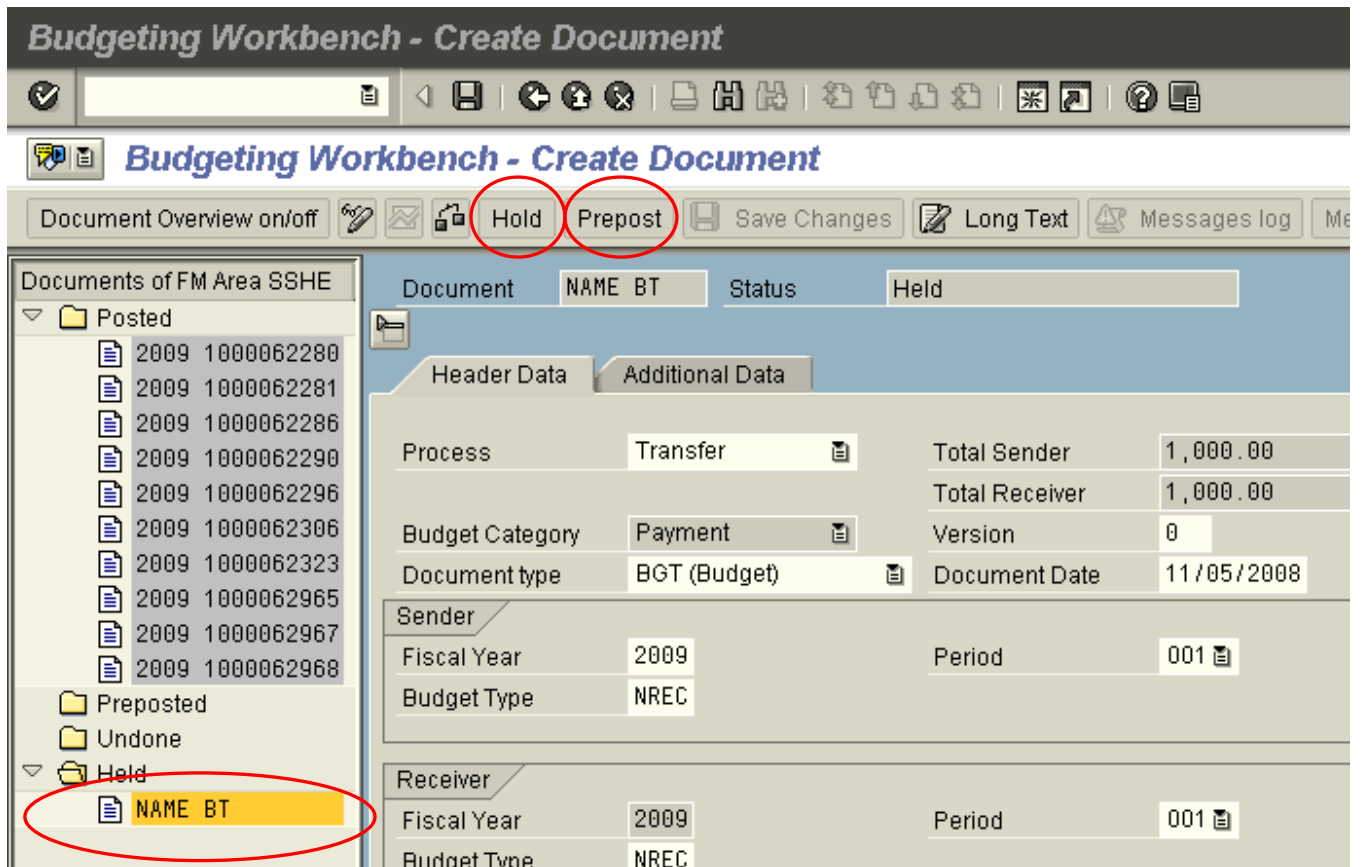 Budgeting Workbench - Create Document
Budgeting Workbench - Create Document
Document Overview on/off Hold Prepost Save Changes Long Text Messages log Me
Documents of FM Area SSHE
Posted
2009 1000062280
2009 1000062281
2009 1000062286
2009 1000062290
2009 1000062296
2009 1000062306
2009 1000062323
2009 1000062965
2009 1000062967
2009 1000062968
Preposted
Undone
Held
NAME BT
Document NAME BT Status Held
Header Data Additional Data
Process Transfer Total Sender 1,000.00
Total Receiver 1,000.00
Budget Category Payment Version 0
Document type BGT (Budget) Document Date 11/05/2008
Sender
Fiscal Year 2009 Period 001
Budget Type NREC
Receiver
Fiscal Year 2009 Period 001
Budget Type NREC